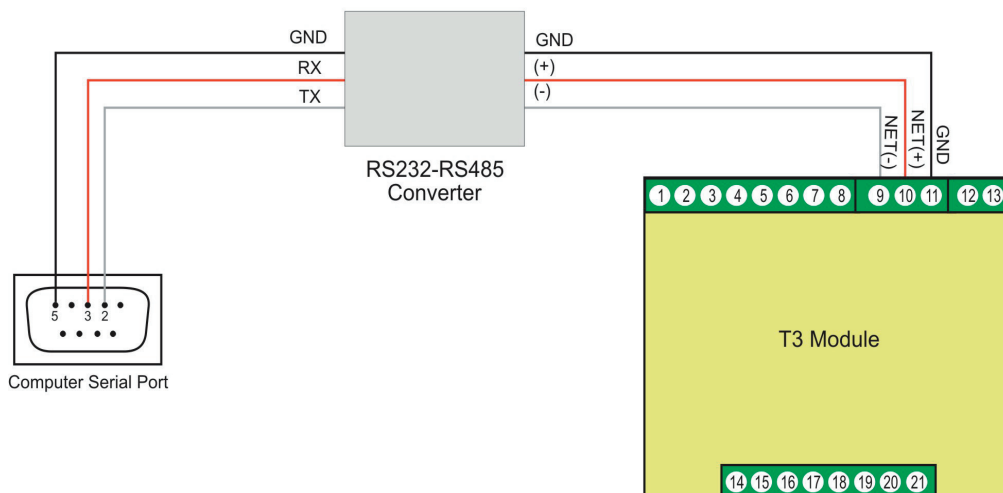 GND
RX
TX
GND
(+)
(-)
RS232-RS485
Converter
NET(-)
NET(+)
GND
1 2 3 4 5 6 7 8 9 10 11 12 13
5 3 2
Computer Serial Port
T3 Module
14 15 16 17 18 19 20 21